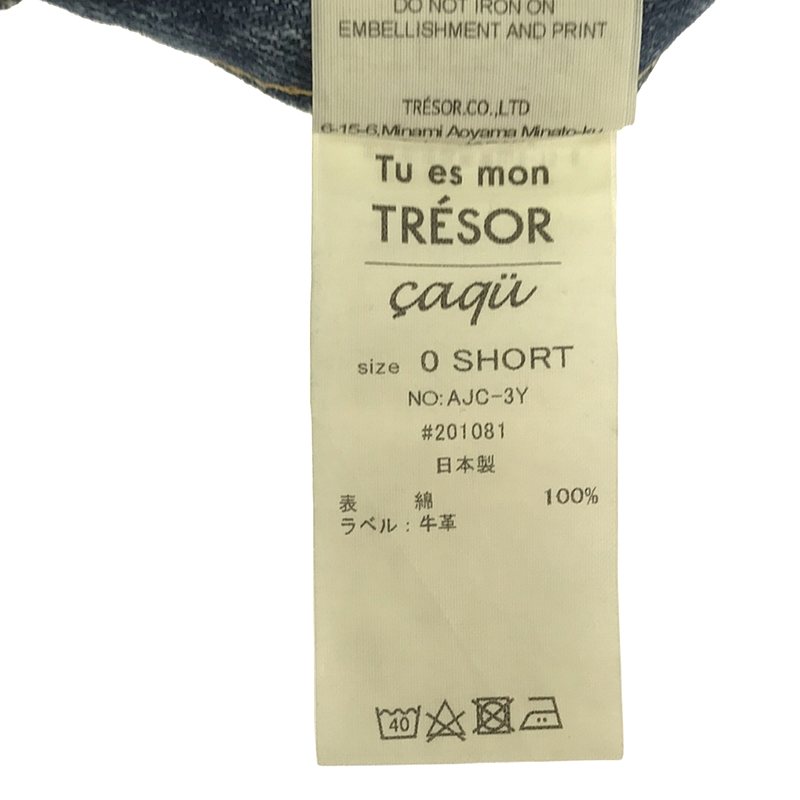 DO NOT IRON ON
EMBELLISHMENT AND PRINT
TRÉSOR.CO.,LTD
6-15-6,Minami Aoyama Minato-ku
Tu es mon
TRÉSOR
çaqü
size 0 SHORT
NO:AJC-3Y
#201081
日本製
表 綿 100%
ラベル：牛革
40